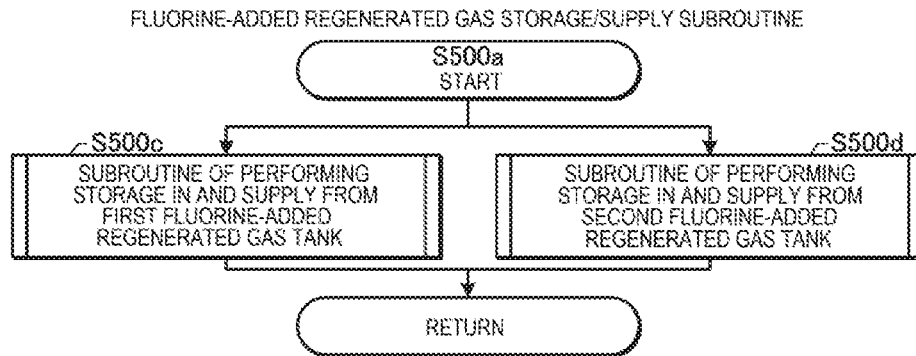 FLUORINE-ADDED REGENERATED GAS STORAGE/SUPPLY SUBROUTINE
S500a
START
S500c
SUBROUTINE OF PERFORMING
STORAGE IN AND SUPPLY FROM
FIRST FLUORINE-ADDED
REGENERATED GAS TANK
S500d
SUBROUTINE OF PERFORMING
STORAGE IN AND SUPPLY FROM
SECOND FLUORINE-ADDED
REGENERATED GAS TANK
RETURN